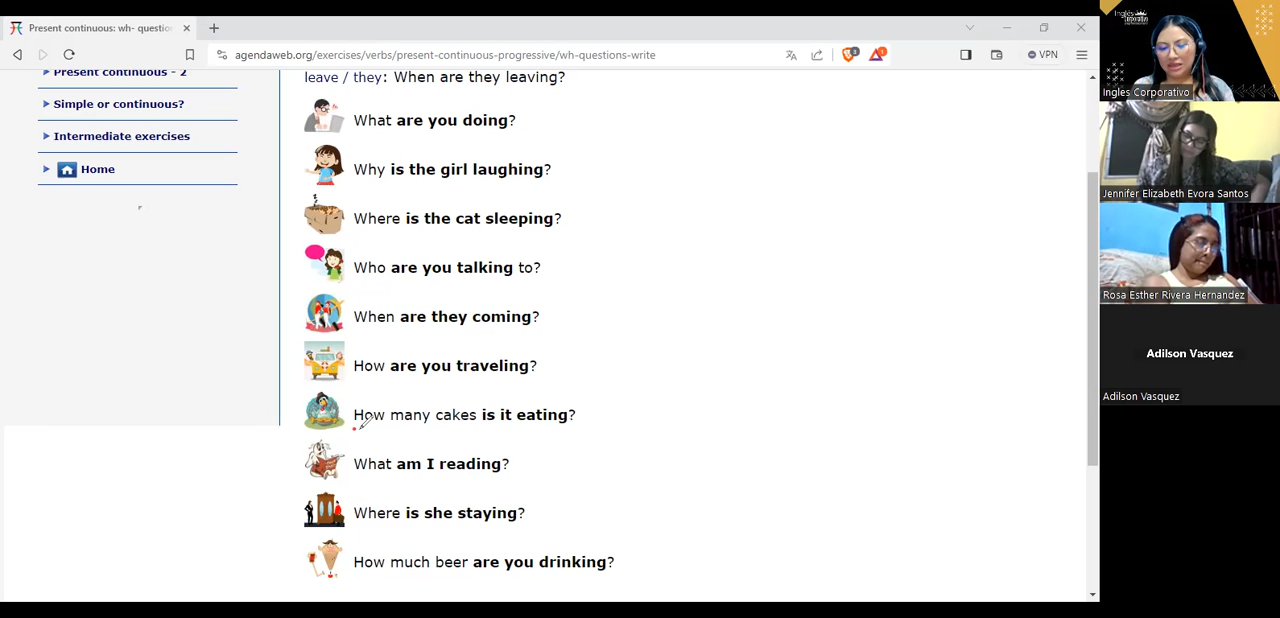 Present continuous: wh- questio
agendaweb.org/exercises/verbs/present-continuous-progressive/wh-questions-write
VPN
Present continuous - 2
Simple or continuous?
Intermediate exercises
Home
leave / they: When are they leaving?
What are you doing?
Why is the girl laughing?
Where is the cat sleeping?
Who are you talking to?
When are they coming?
How are you traveling?
How many cakes is it eating?
What am I reading?
Where is she staying?
How much beer are you drinking?
Inglés Corporativo
Ingles Corporativo
Jennifer Elizabeth Evora Santos
Rosa Esther Rivera Hernandez
Adilson Vasquez
Adilson Vasquez